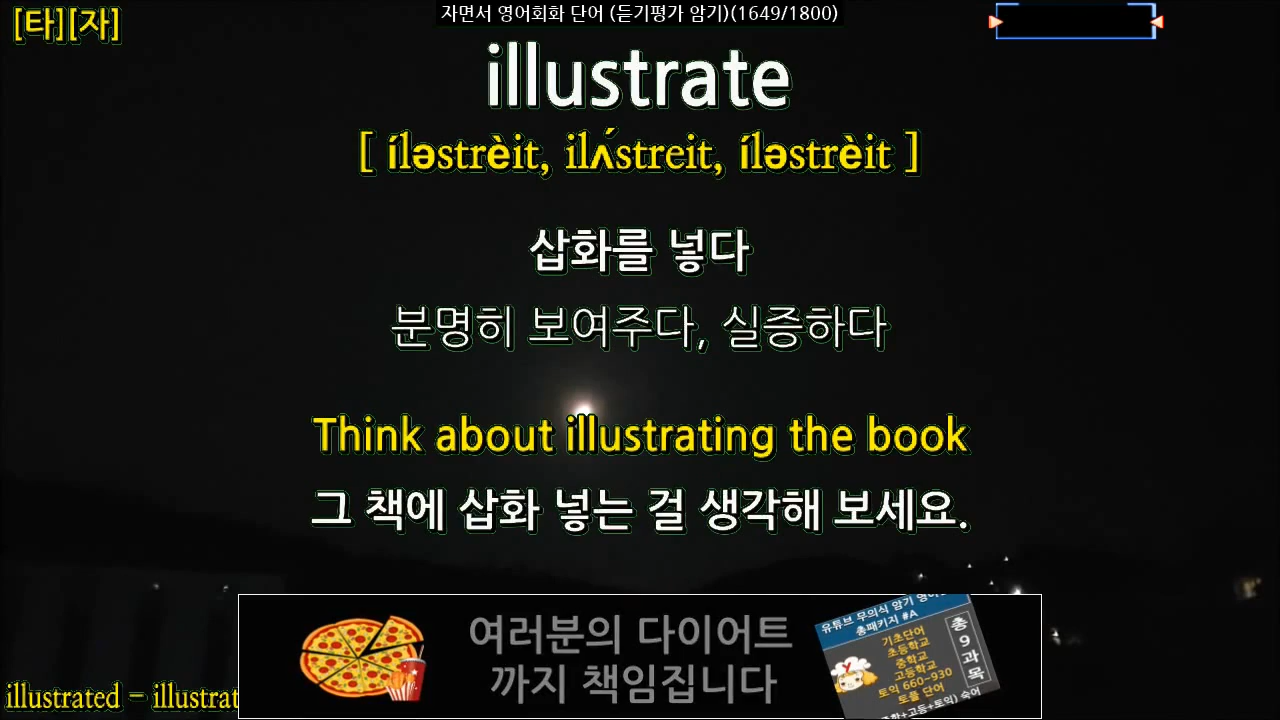 [타][자]
자면서 영어회화 단어 (듣기평가 암기)(1649/1800)
illustrate
[ íləstrèit, ilʌ́streit, íləstrèit ]
삽화를 넣다
분명히 보여주다, 실증하다
Think about illustrating the book
그 책에 삽화 넣는 걸 생각해 보세요.
여러분의 다이어트
까지 책임집니다
유튜브 무의식 암기
총패키지 #A
기초단어
초등학교
중학교
고등학교
토익 660~930
토플 단어
총9과목
illustrated - illustrat